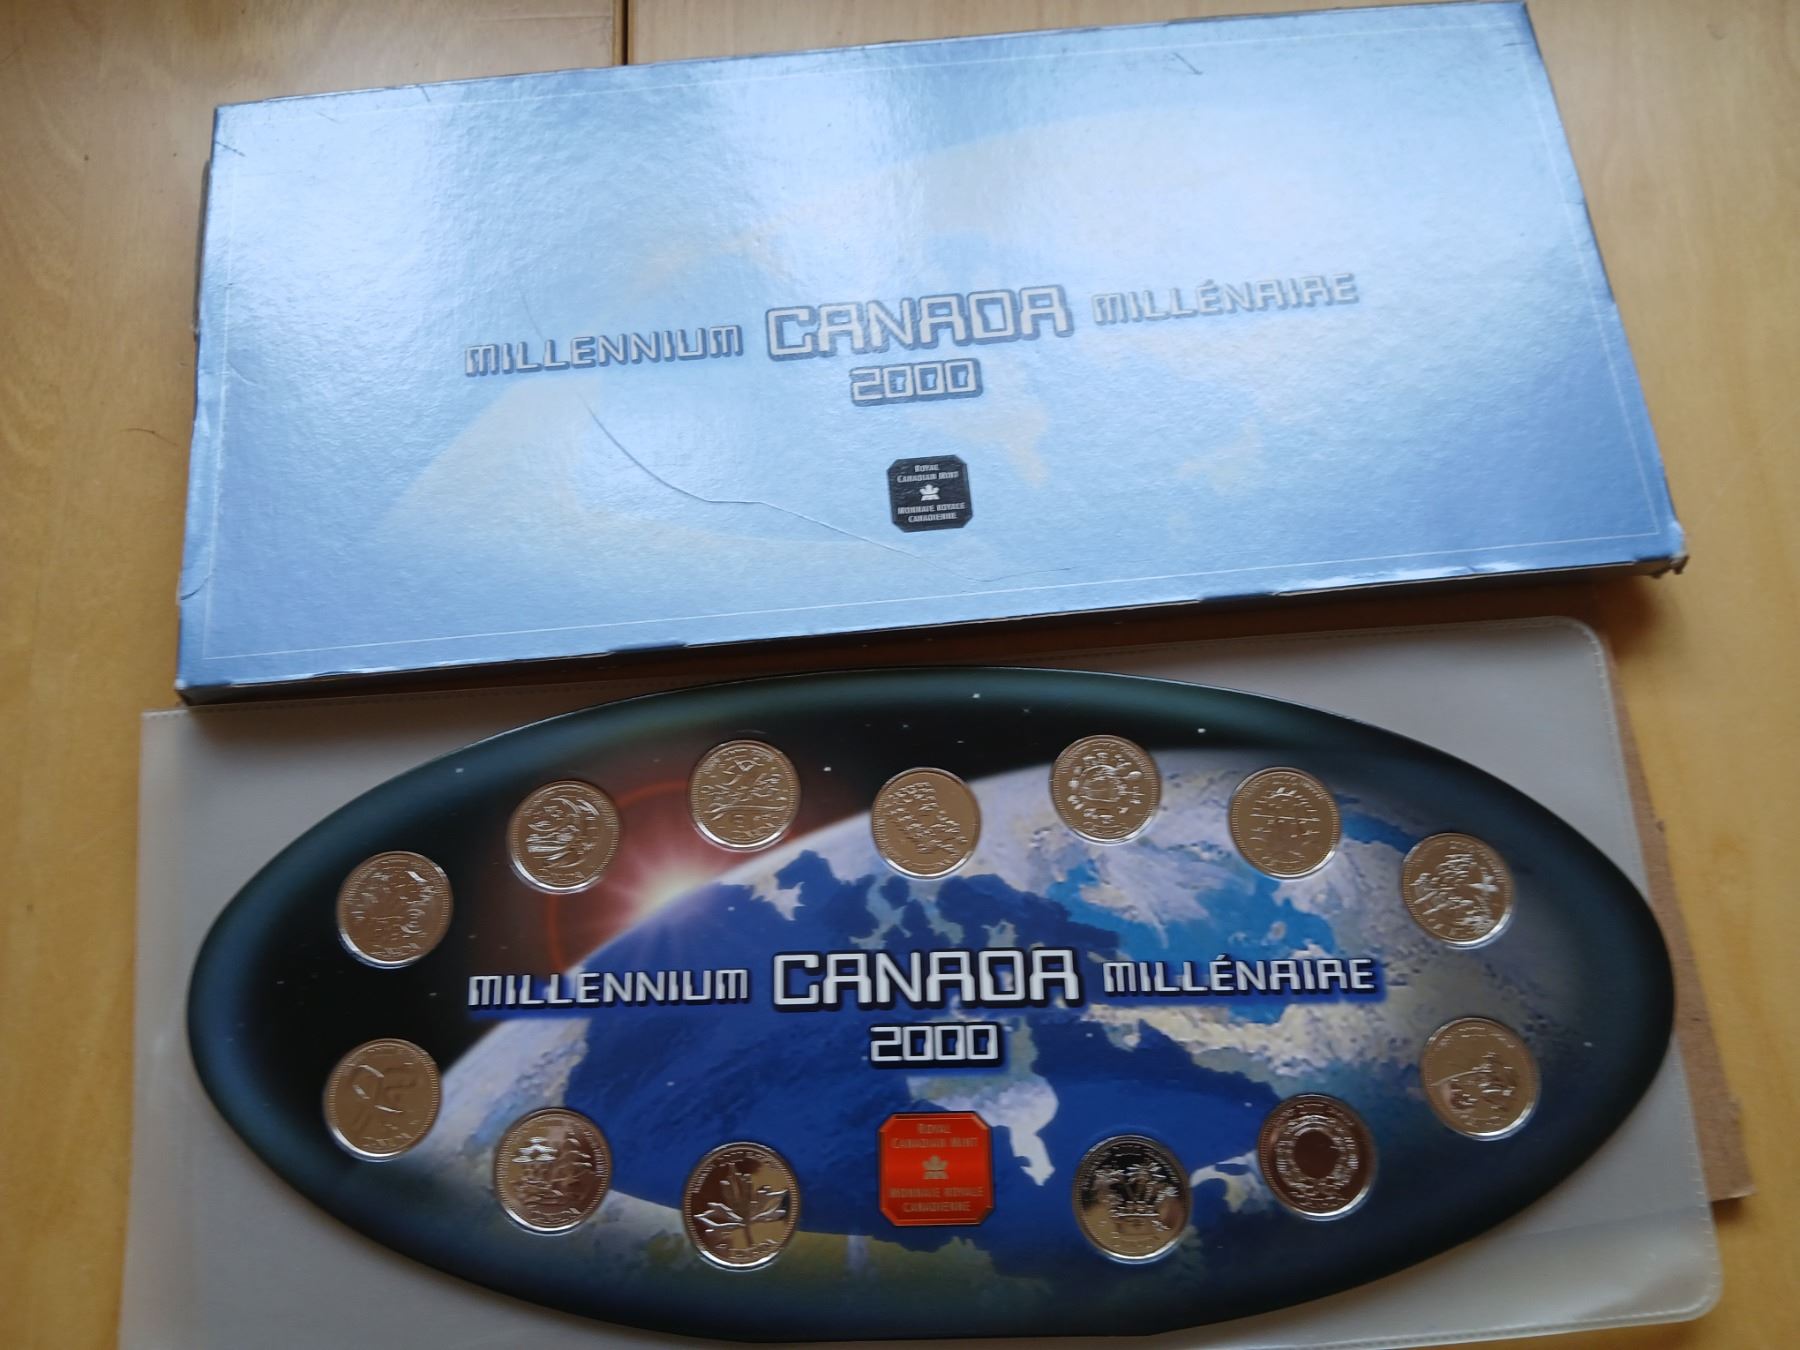 MILLENNIUM CANADA MILLÉNAIRE
2000
ROYAL
CANADIAN MINT
MONNAIE ROYALE
CANADIENNE
MILLENNIUM CANADA MILLÉNAIRE
2000
ROYAL
CANADIAN MINT
MONNAIE ROYALE
CANADIENNE